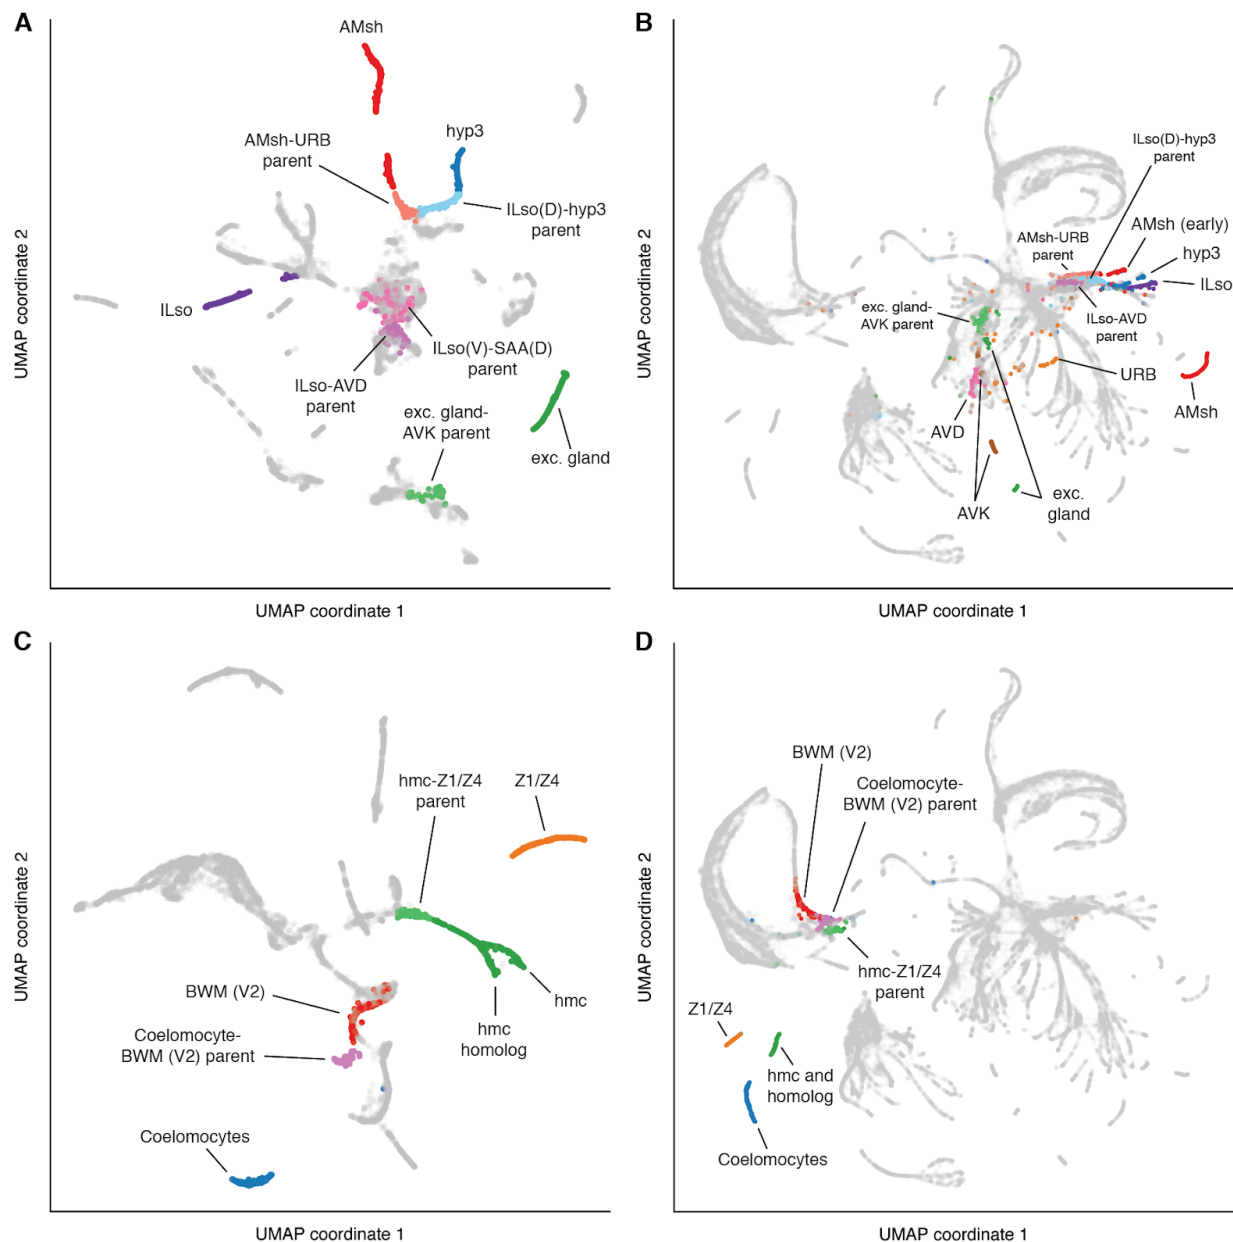 A
AMsh
AMsh-URB
parent
hyp3
ILso(D)-hyp3
parent
ILso
ILso(V)-SAA(D)
parent
ILso-AVD
parent
exc. gland-
AVK parent
exc. gland
UMAP coordinate 2
UMAP coordinate 1
B
ILso(D)-hyp3
parent
AMsh-URB
parent
AMsh (early)
hyp3
ILso
exc. gland-
AVK parent
ILso-AVD
parent
URB
AMsh
AVD
AVK
exc.
gland
UMAP coordinate 2
UMAP coordinate 1
C
hmc-Z1/Z4
parent
Z1/Z4
BWM (V2)
hmc
Coelomocyte-
BWM (V2) parent
hmc
homolog
Coelomocytes
UMAP coordinate 2
UMAP coordinate 1
D
BWM (V2)
Coelomocyte-
BWM (V2) parent
hmc-Z1/Z4
parent
Z1/Z4
hmc and
homolog
Coelomocytes
UMAP coordinate 2
UMAP coordinate 1